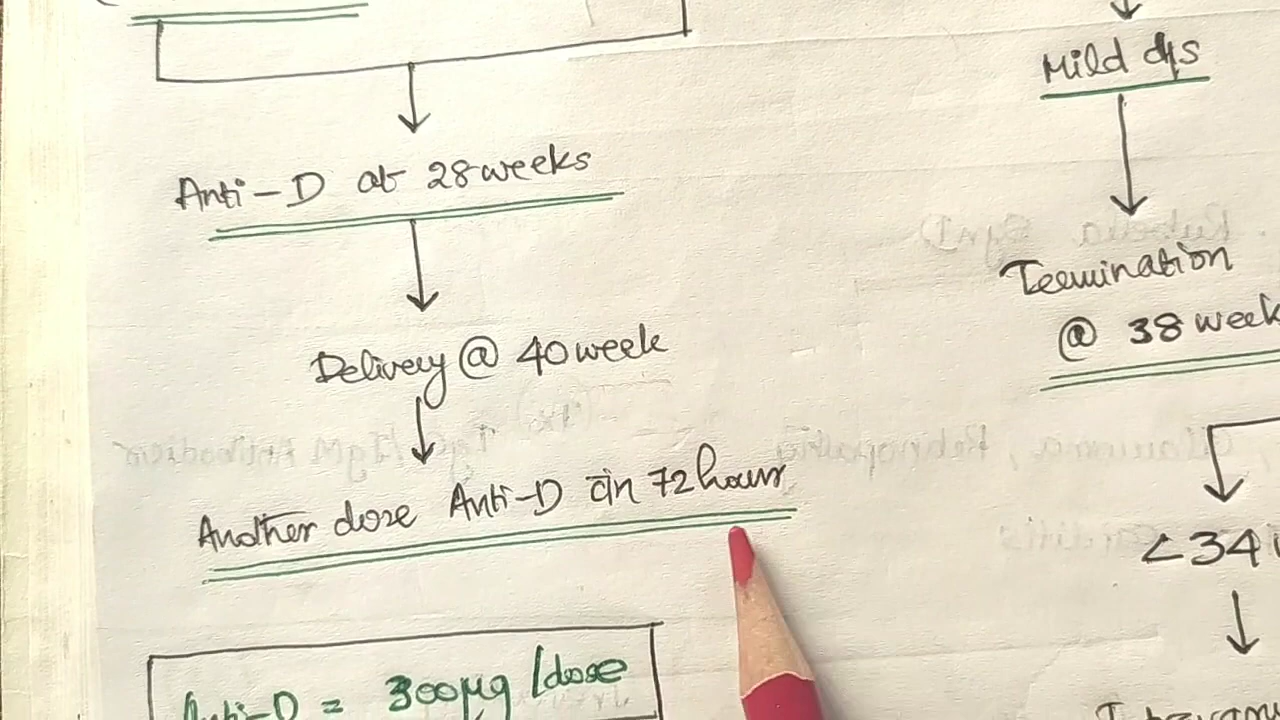 Anti-D at 28 weeks
Delivery @ 40 week
Another dose Anti-D in 72 hours
Anti-D = 300μg /dose
Mild d/s
Termination
@ 38 week
<34